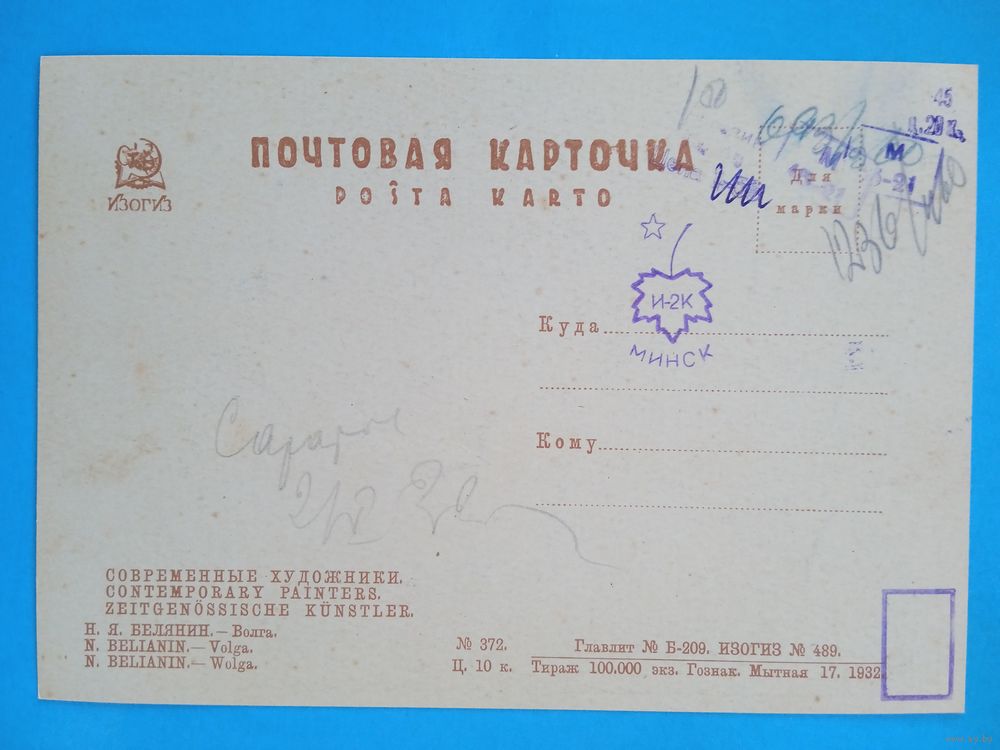 ИЗОГИЗ
ПОЧТОВАЯ КАРТОЧКА
POŜTA KARTO
Для
марки
И-2К
МИНСК
Куда
Кому
СОВРЕМЕННЫЕ ХУДОЖНИКИ.
CONTEMPORARY PAINTERS.
ZEITGENÖSSISCHE KÜNSTLER.
Н. Я. БЕЛЯНИН.—Волга.
N. BELIANIN.—Volga.
N. BELIANIN.—Wolga.
№ 372.
Ц. 10 к.
Главлит № Б-209. ИЗОГИЗ № 489.
Тираж 100.000 экз. Гознак. Мытная 17. 1932